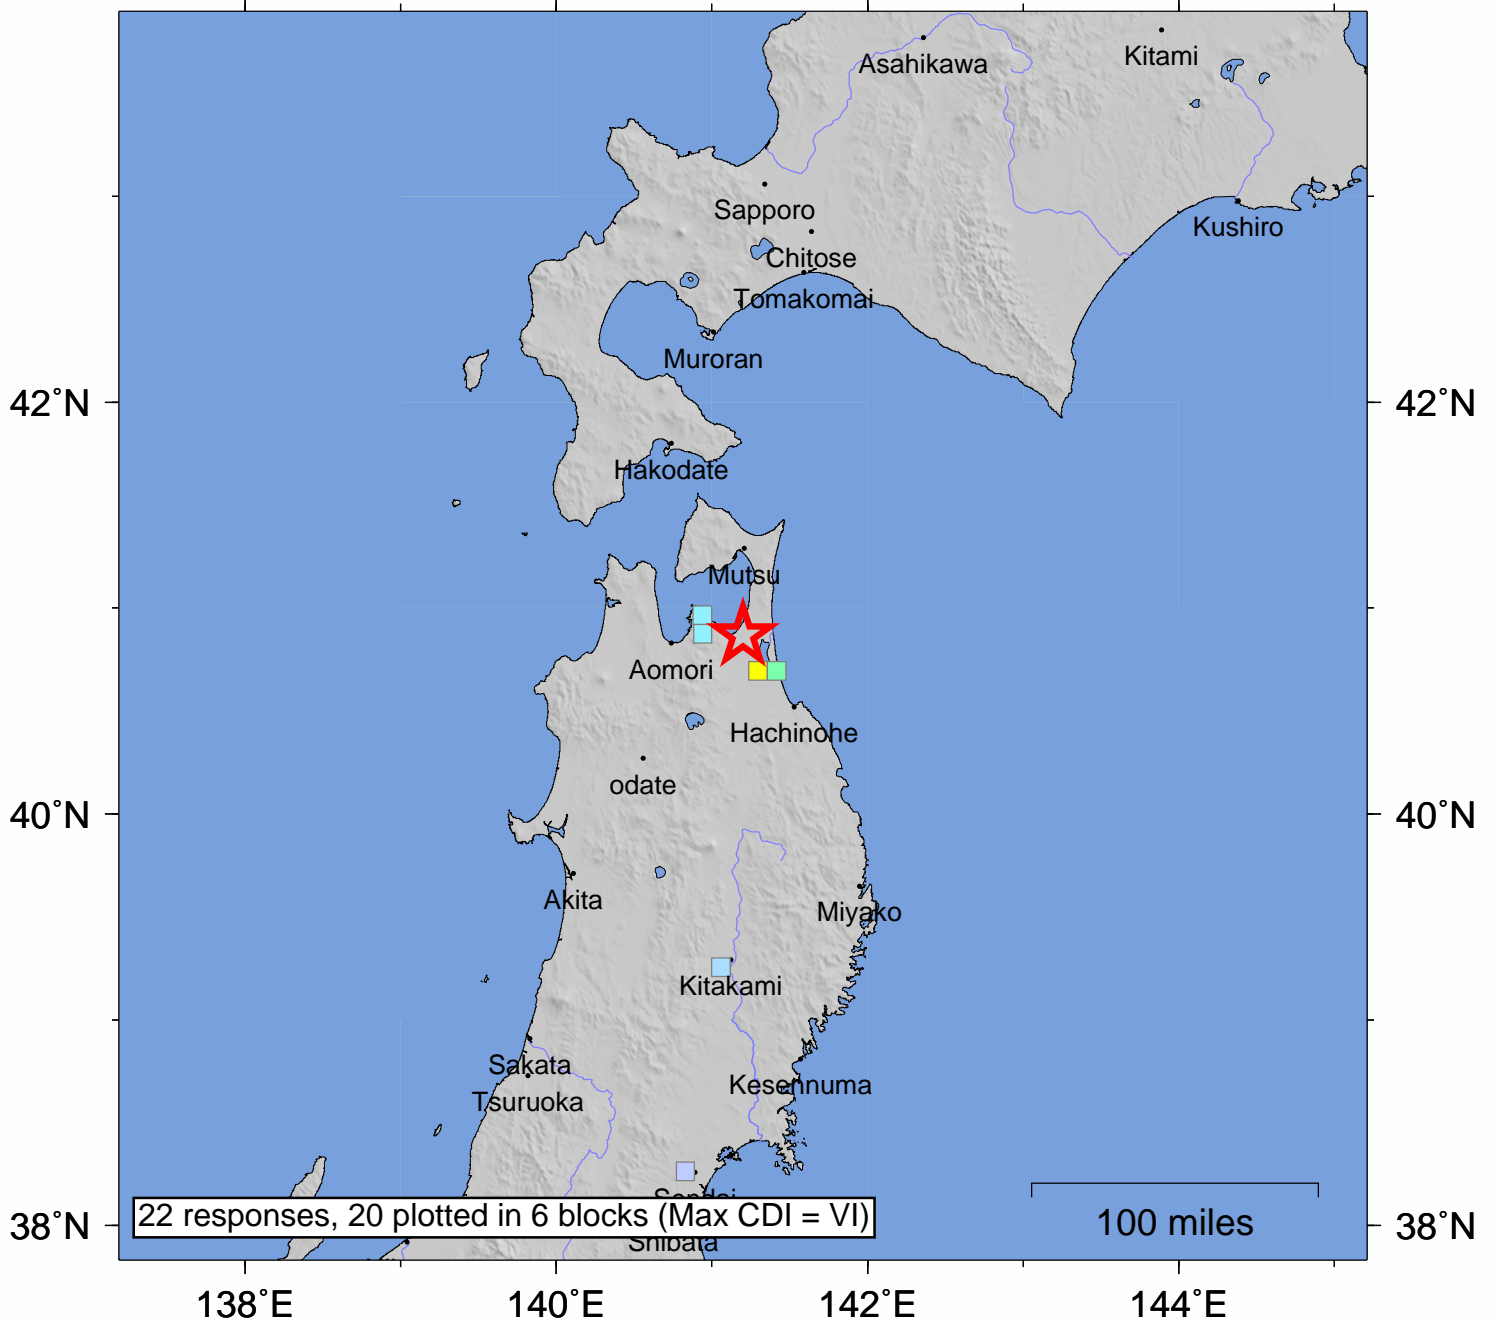 Asahikawa
Kitami
Sapporo
Kushiro
Chitose
Tomakomai
Muroran
42°N
42°N
Hakodate
Mutsu
Aomori
Hachinohe
odate
40°N
40°N
Akita
Miyako
Kitakami
Sakata
Kesennuma
Tsuruoka
Sendai
22 responses, 20 plotted in 6 blocks (Max CDI = VI)
100 miles
38°N
38°N
Shibata
138°E
140°E
142°E
144°E